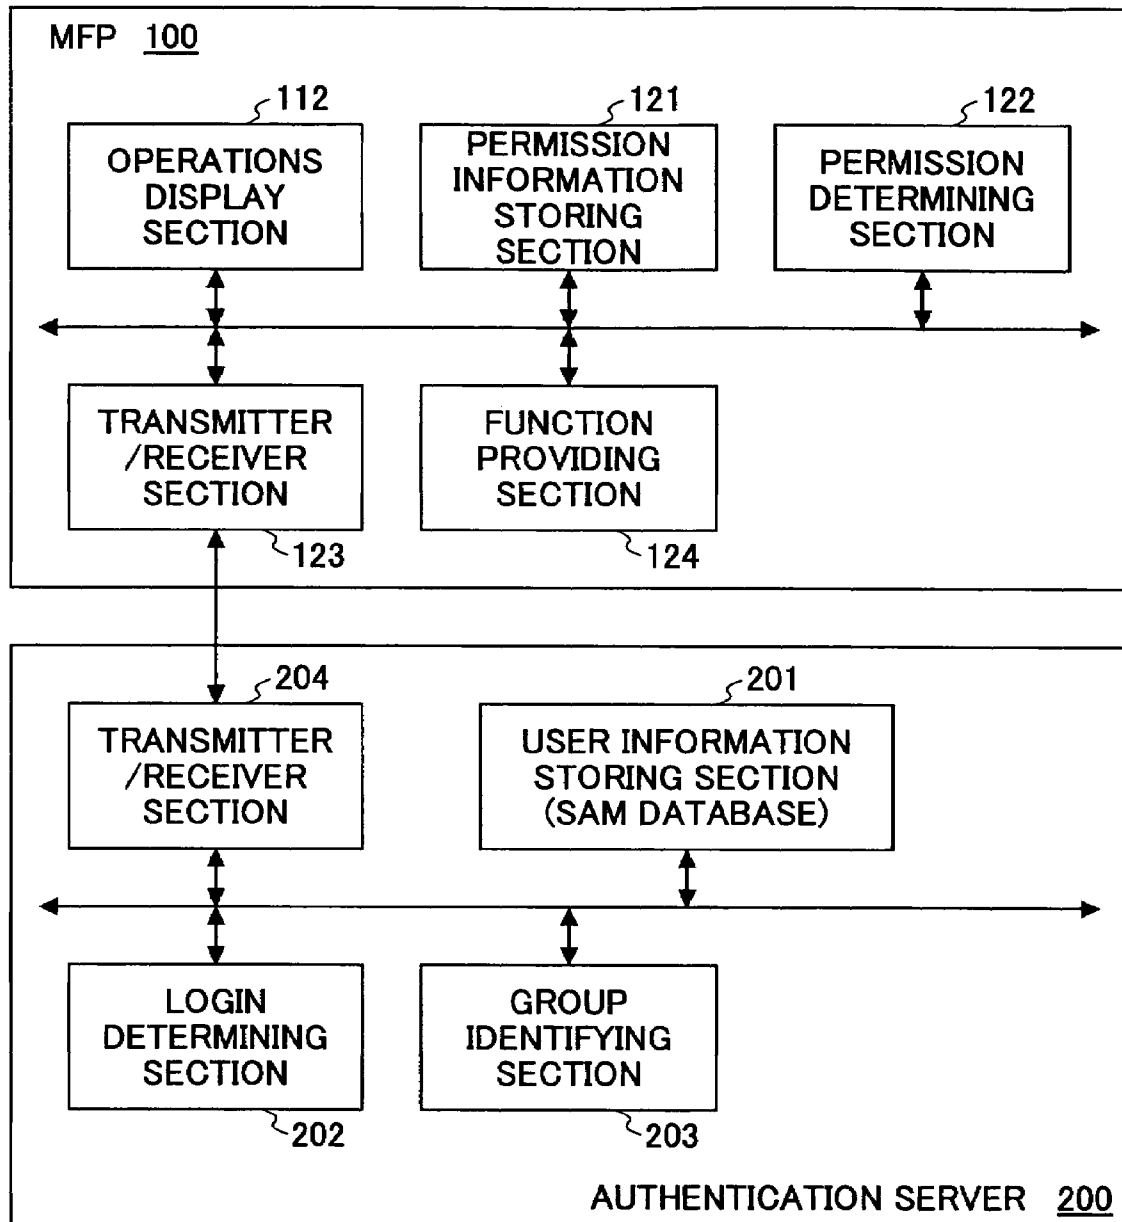 MFP 100
112
OPERATIONS
DISPLAY
SECTION
121
PERMISSION
INFORMATION
STORING
SECTION
122
PERMISSION
DETERMINING
SECTION
TRANSMITTER
/RECEIVER
SECTION
123
FUNCTION
PROVIDING
SECTION
124
204
TRANSMITTER
/RECEIVER
SECTION
201
USER INFORMATION
STORING SECTION
(SAM DATABASE)
LOGIN
DETERMINING
SECTION
202
GROUP
IDENTIFYING
SECTION
203
AUTHENTICATION SERVER 200